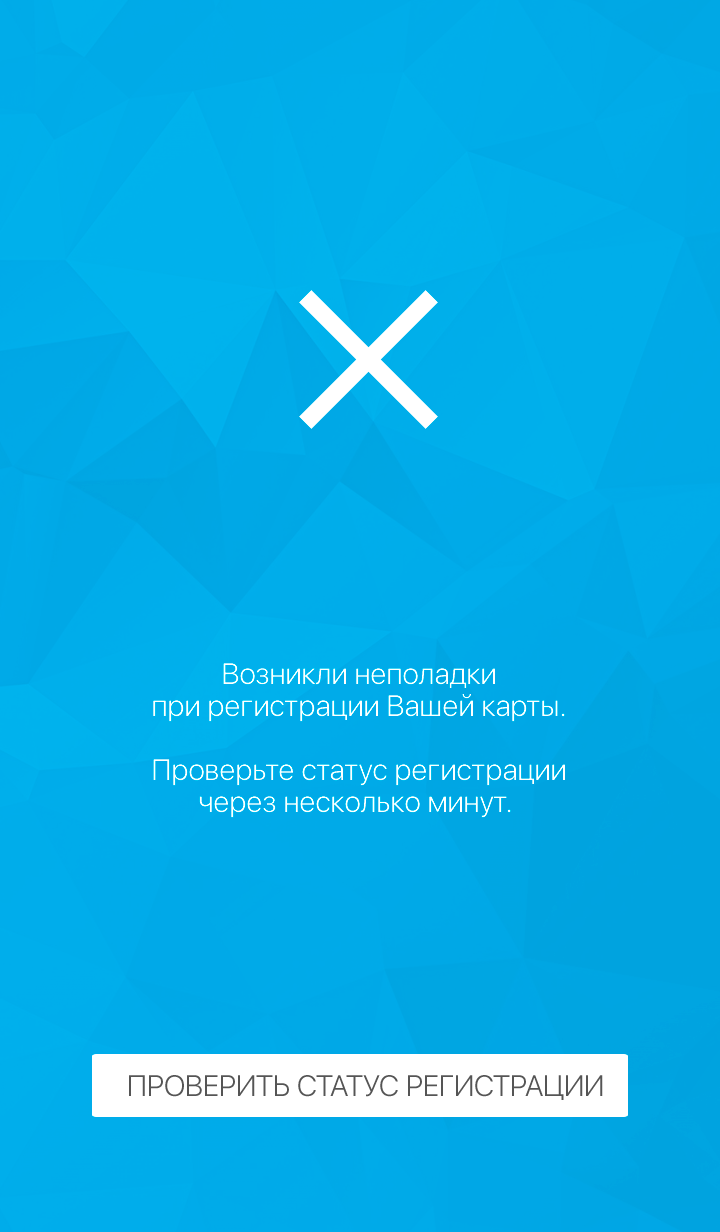 Возникли неполадки
при регистрации Вашей карты.
Проверьте статус регистрации
через несколько минут.
ПРОВЕРИТЬ СТАТУС РЕГИСТРАЦИИ